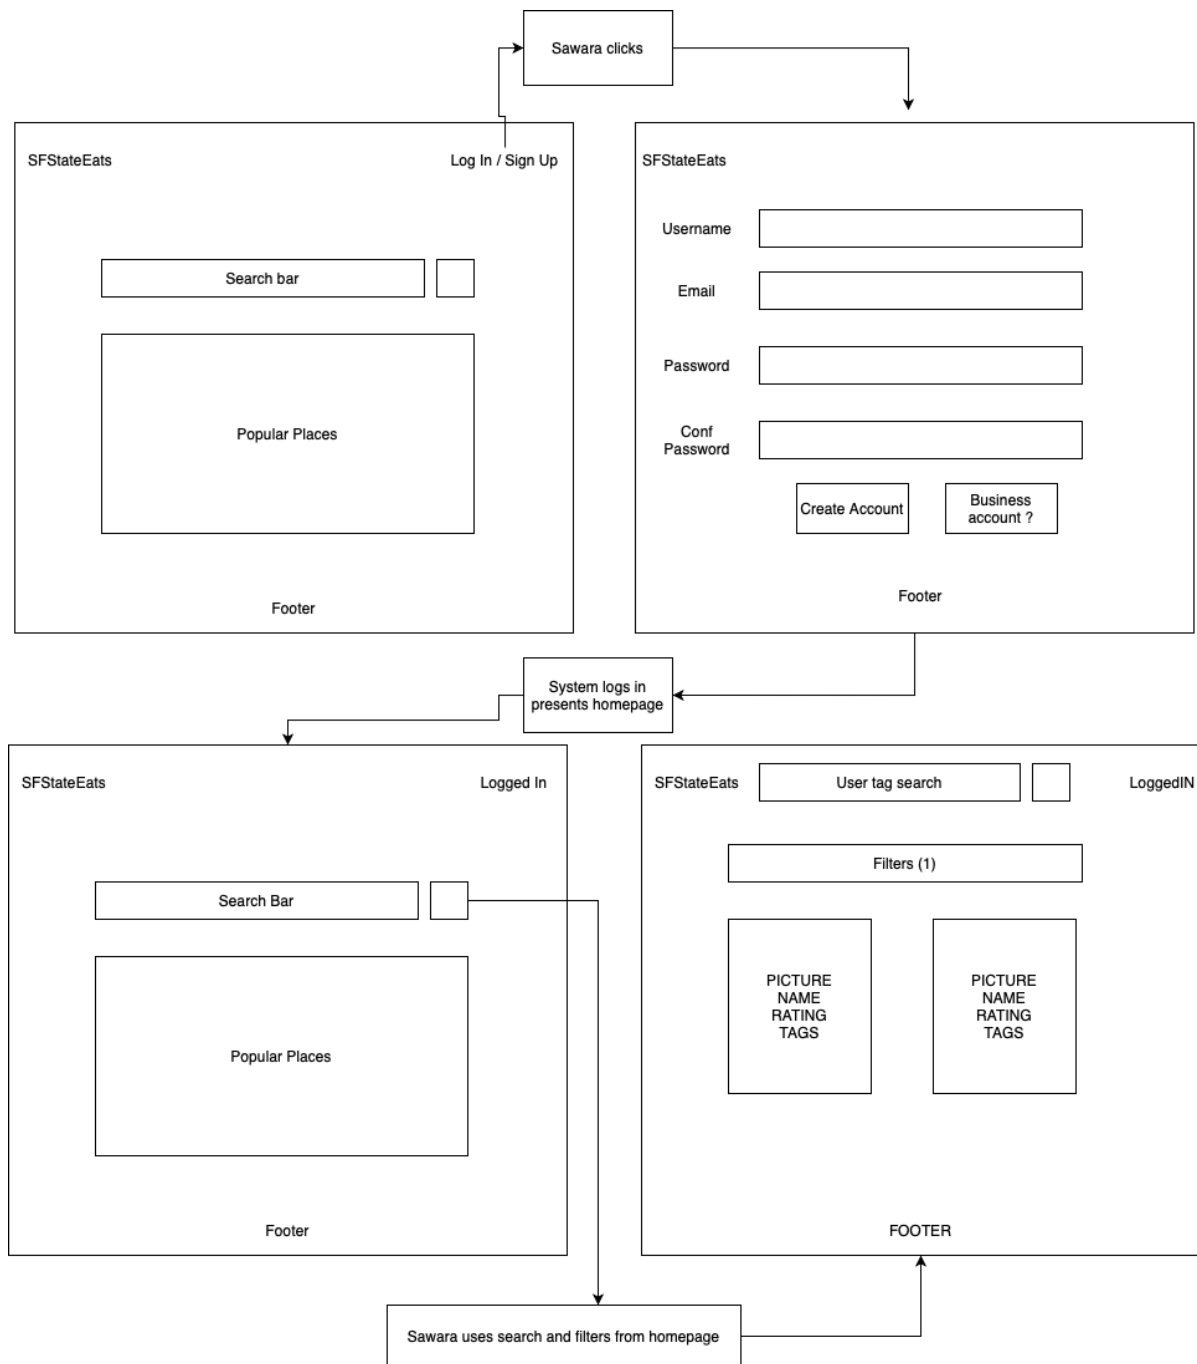 Sawara clicks
SFStateEats
Log In / Sign Up
Search bar
Popular Places
Footer
SFStateEats
Username
Email
Password
Conf
Password
Create Account
Business
account ?
Footer
System logs in
presents homepage
SFStateEats
Logged In
Search Bar
Popular Places
Footer
SFStateEats
User tag search
LoggedIN
Filters (1)
PICTURE
NAME
RATING
TAGS
PICTURE
NAME
RATING
TAGS
FOOTER
Sawara uses search and filters from homepage